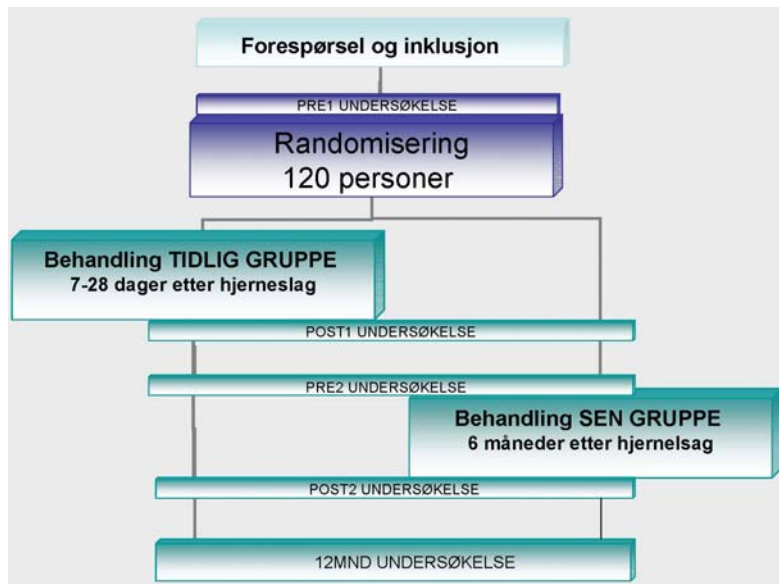 Forespørsel og inklusjon
PRE1 UNDERSØKELSE
Randomisering
120 personer
Behandling TIDLIG GRUPPE
7-28 dager etter hjerneslag
POST1 UNDERSØKELSE
PRE2 UNDERSØKELSE
Behandling SEN GRUPPE
6 måneder etter hjernelsag
POST2 UNDERSØKELSE
12MND UNDERSØKELSE